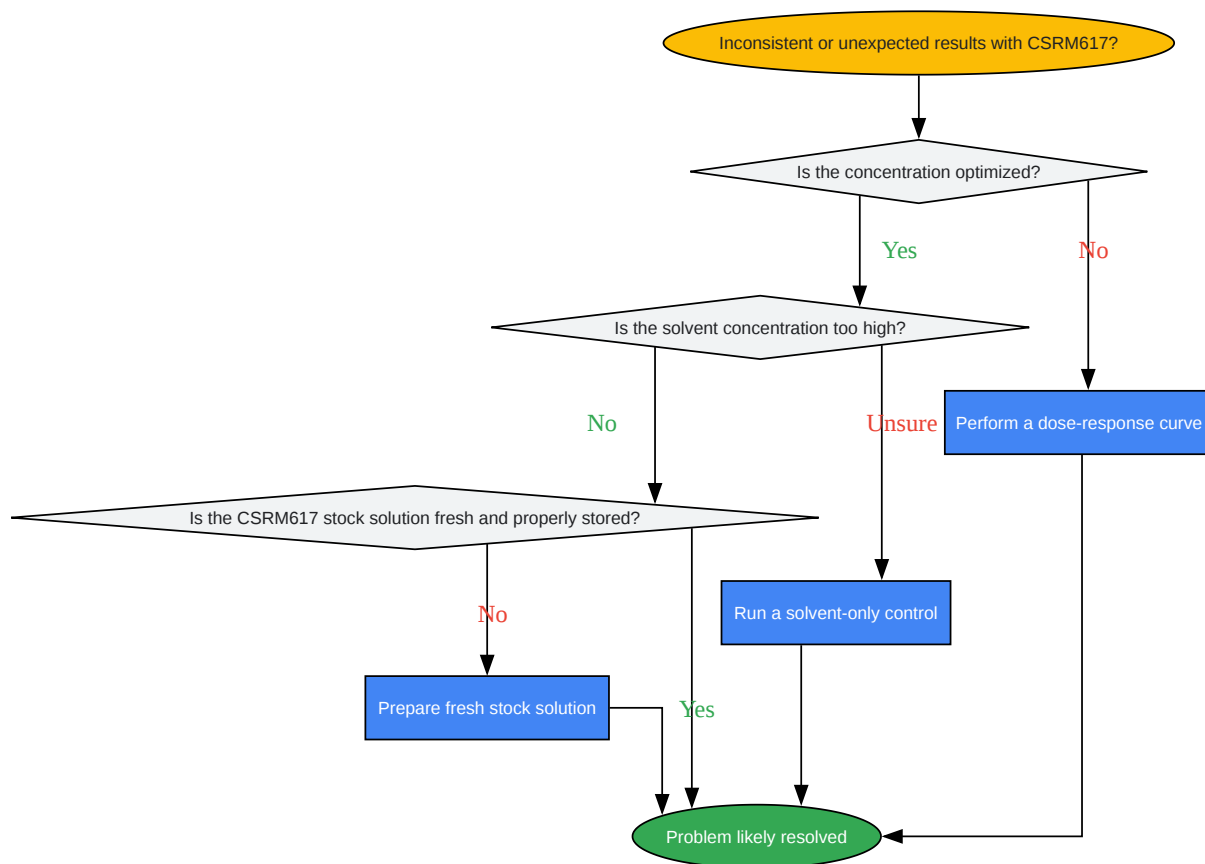 Inconsistent or unexpected results with CSRM617?
Is the concentration optimized?
Yes
No
Is the solvent concentration too high?
No
Unsure
Perform a dose-response curve
Is the CSRM617 stock solution fresh and properly stored?
No
Run a solvent-only control
Prepare fresh stock solution
Yes
Problem likely resolved